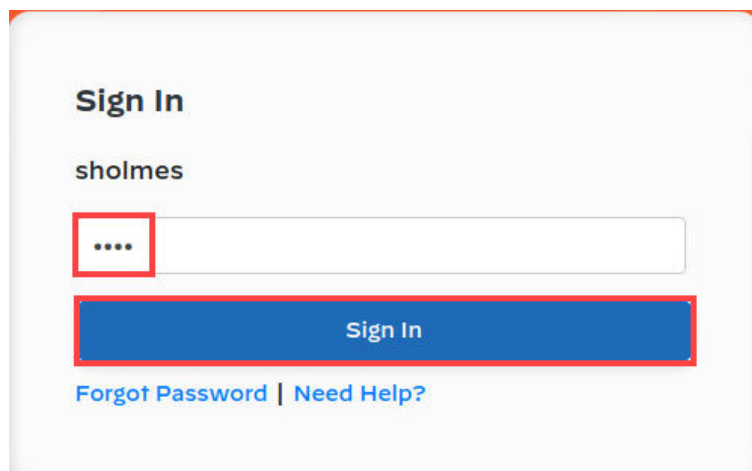 Sign In
sholmes
••••
Sign In
Forgot Password | Need Help?